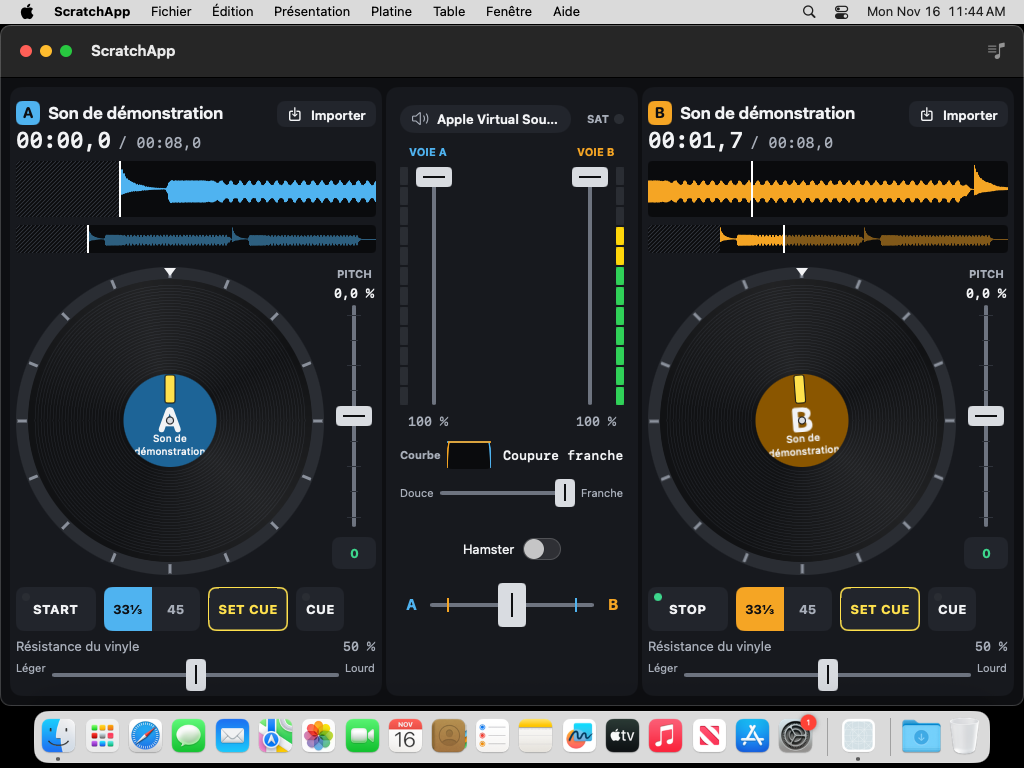 ScratchApp Fichier Édition Présentation Platine Table Fenêtre Aide Mon Nov 16 11:44 AM
ScratchApp
A Son de démonstration Importer
00:00,0 / 00:08,0
PITCH
0,0 %
A
Son de
démonstration
0
START 33⅓ 45 SET CUE CUE
Résistance du vinyle 50 %
Léger Lourd
Apple Virtual Sou... SAT
VOIE A VOIE B
100 % 100 %
Courbe Coupure franche
Douce Franche
Hamster
A B
B Son de démonstration Importer
00:01,7 / 00:08,0
PITCH
0,0 %
B
Son de
démonstration
0
STOP 33⅓ 45 SET CUE CUE
Résistance du vinyle 50 %
Léger Lourd
NOV
16
tv
1